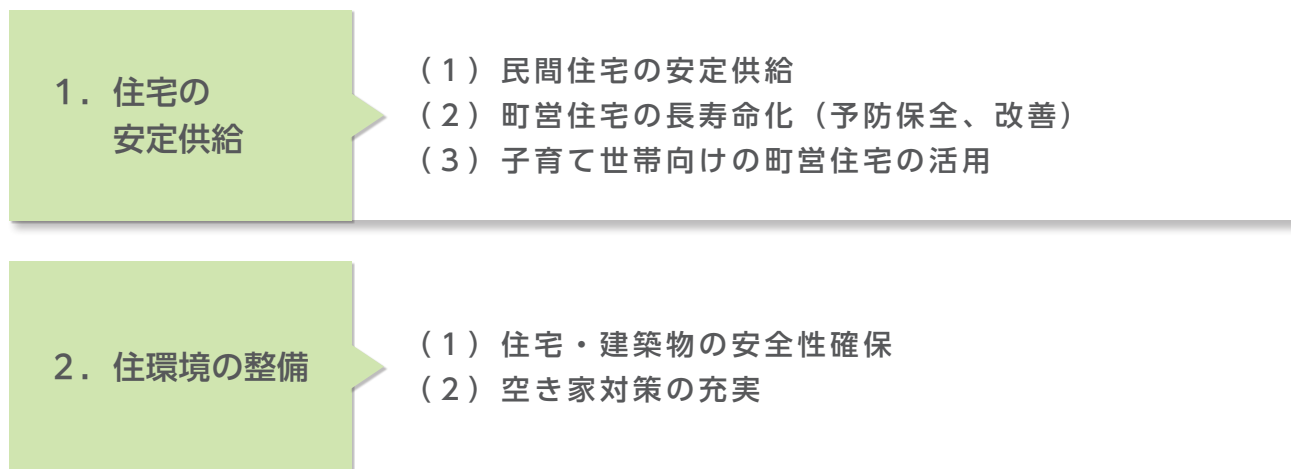 １．住宅の
安定供給
（１）民間住宅の安定供給
（２）町営住宅の長寿命化（予防保全、改善）
（３）子育て世帯向けの町営住宅の活用
２．住環境の整備
（１）住宅・建築物の安全性確保
（２）空き家対策の充実